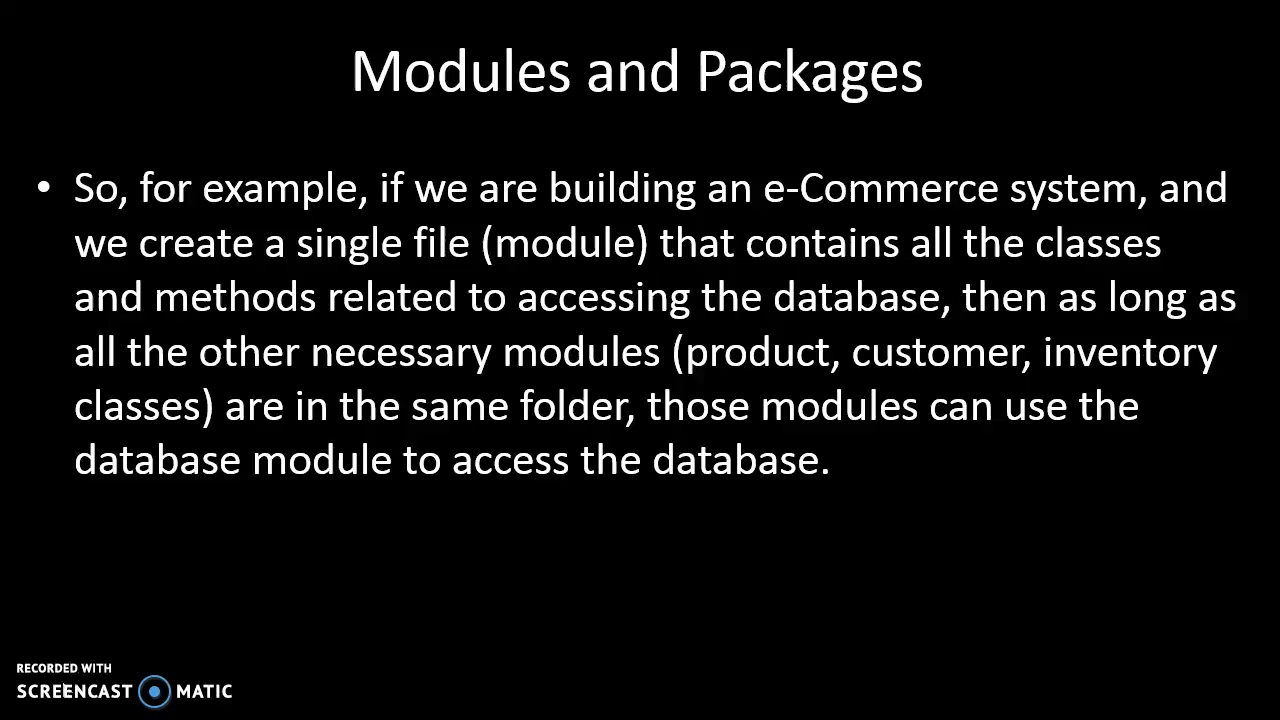 Modules and Packages
• So, for example, if we are building an e-Commerce system, and
we create a single file (module) that contains all the classes
and methods related to accessing the database, then as long as
all the other necessary modules (product, customer, inventory
classes) are in the same folder, those modules can use the
database module to access the database.
RECORDED WITH
SCREENCAST MATIC